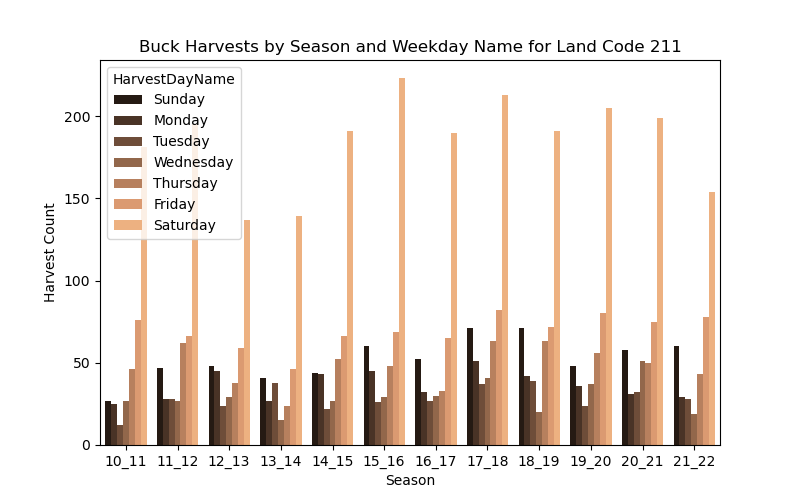 Buck Harvests by Season and Weekday Name for Land Code 211
HarvestDayName
Sunday
Monday
Tuesday
Wednesday
Thursday
Friday
Saturday
200
150
100
50
0
Harvest Count
10_11 11_12 12_13 13_14 14_15 15_16 16_17 17_18 18_19 19_20 20_21 21_22
Season